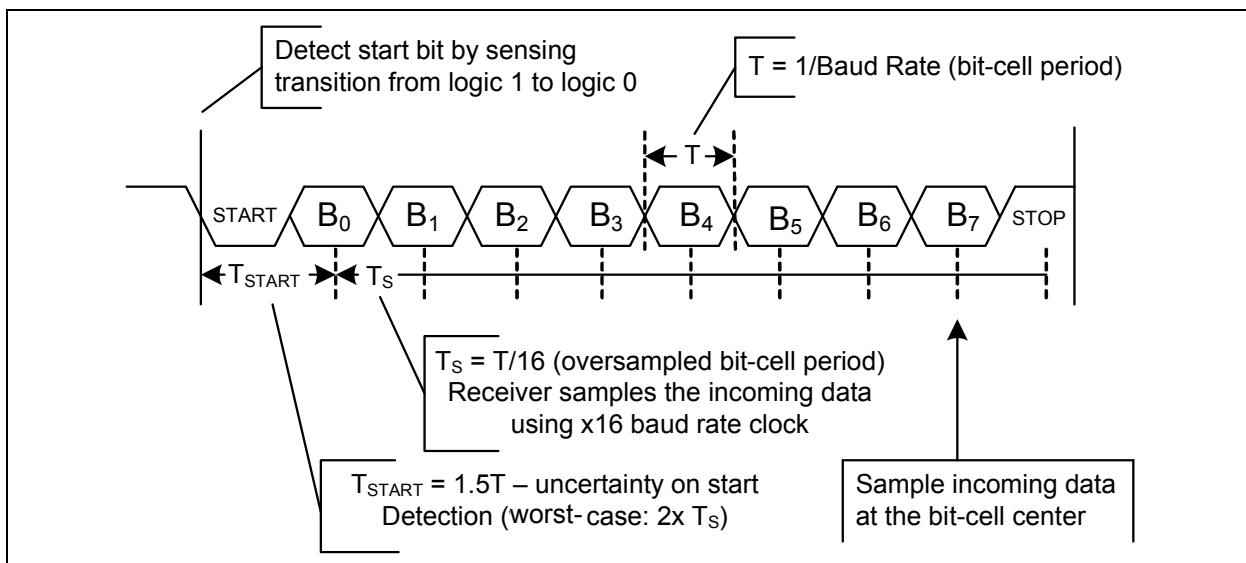 Detect start bit by sensing
transition from logic 1 to logic 0
T = 1/Baud Rate (bit-cell period)
T
START B0 B1 B2 B3 B4 B5 B6 B7 STOP
TSTART TS
TS = T/16 (oversampled bit-cell period)
Receiver samples the incoming data
using x16 baud rate clock
TSTART = 1.5T – uncertainty on start
Detection (worst-case: 2x TS)
Sample incoming data
at the bit-cell center